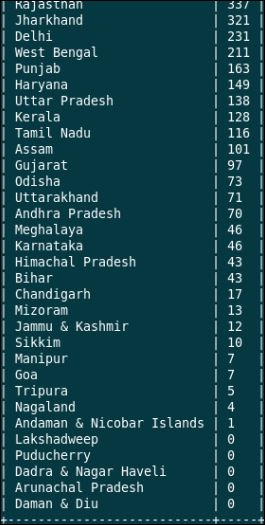 Rajasthan | 337
Jharkhand | 321
Delhi | 231
West Bengal | 211
Punjab | 163
Haryana | 149
Uttar Pradesh | 138
Kerala | 128
Tamil Nadu | 116
Assam | 101
Gujarat | 97
Odisha | 73
Uttarakhand | 71
Andhra Pradesh | 70
Meghalaya | 46
Karnataka | 46
Himachal Pradesh | 43
Bihar | 43
Chandigarh | 17
Mizoram | 13
Jammu & Kashmir | 12
Sikkim | 10
Manipur | 7
Goa | 7
Tripura | 5
Nagaland | 4
Andaman & Nicobar Islands | 1
Lakshadweep | 0
Puducherry | 0
Dadra & Nagar Haveli | 0
Arunachal Pradesh | 0
Daman & Diu | 0